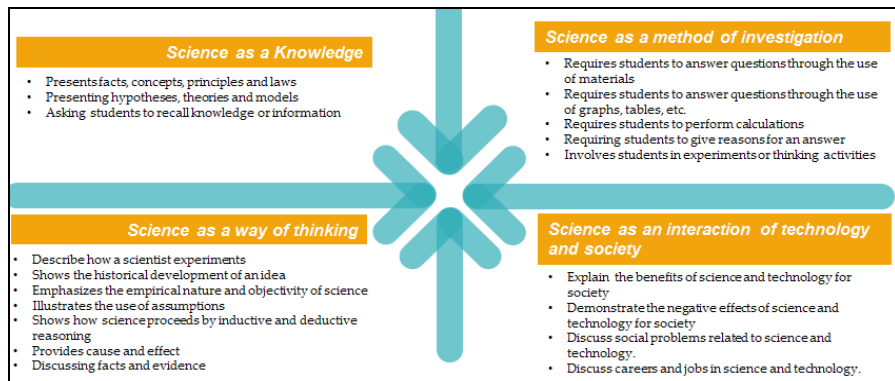 Science as a Knowledge
• Presents facts, concepts, principles and laws
• Presenting hypotheses, theories and models
• Asking students to recall knowledge or information
Science as a method of investigation
• Requires students to answer questions through the use
of materials
• Requires students to answer questions through the use
of graphs, tables, etc.
• Requires students to perform calculations
• Requiring students to give reasons for an answer
• Involves students in experiments or thinking activities
Science as a way of thinking
• Describe how a scientist experiments
• Shows the historical development of an idea
• Emphasizes the empirical nature and objectivity of science
• Illustrates the use of assumptions
• Shows how science proceeds by inductive and deductive
reasoning
• Provides cause and effect
• Discussing facts and evidence
Science as an interaction of technology
and society
• Explain the benefits of science and technology for
society
• Demonstrate the negative effects of science and
technology for society
• Discuss social problems related to science and
technology.
• Discuss careers and jobs in science and technology.